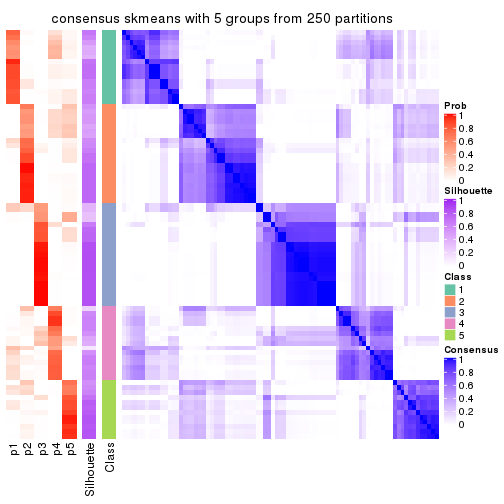 consensus skmeans with 5 groups from 250 partitions
Prob
1
0.8
0.6
0.4
0.2
0
Silhouette
1
0.8
0.6
0.4
0.2
0
Class
1
2
3
4
5
Consensus
1
0.8
0.6
0.4
0.2
0
p1
p2
p3
p4
p5
Silhouette
Class